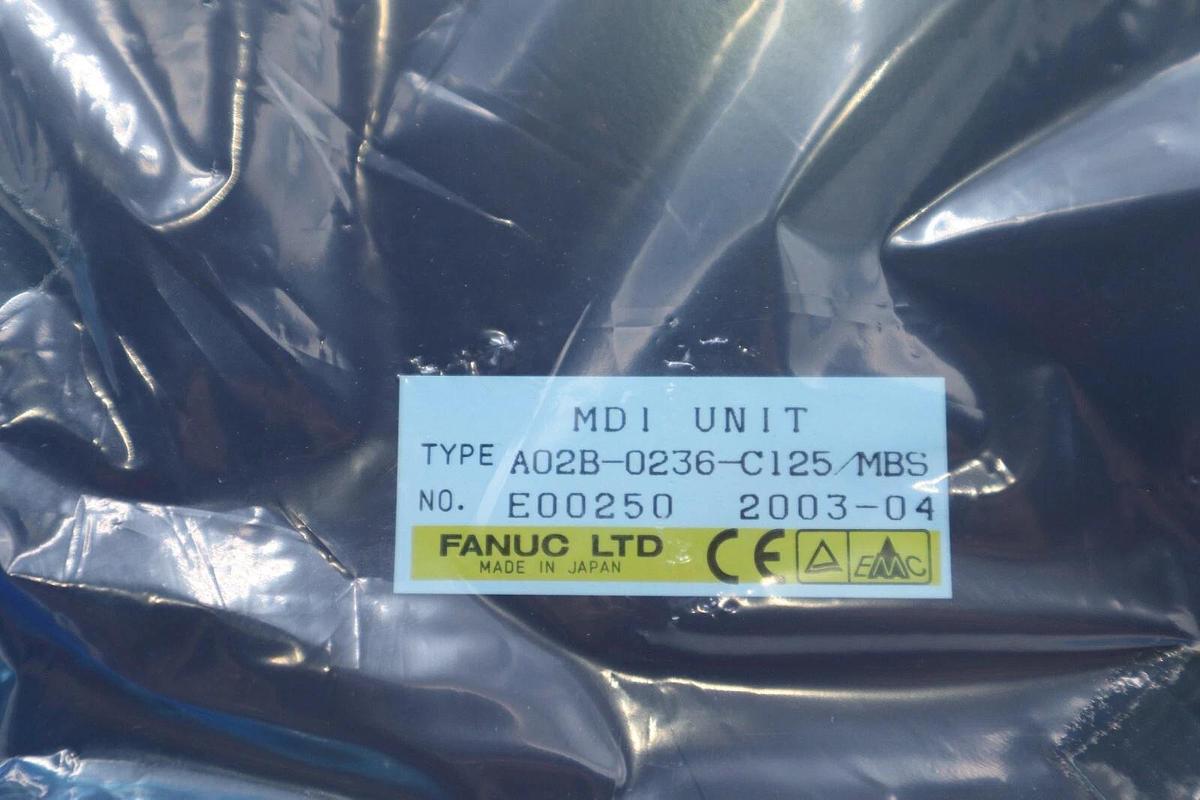 MDI UNIT
TYPE A02B-0236-C125/MBS
NO. E00250 2003-04
FANUC LTD
MADE IN JAPAN
CE
EMC